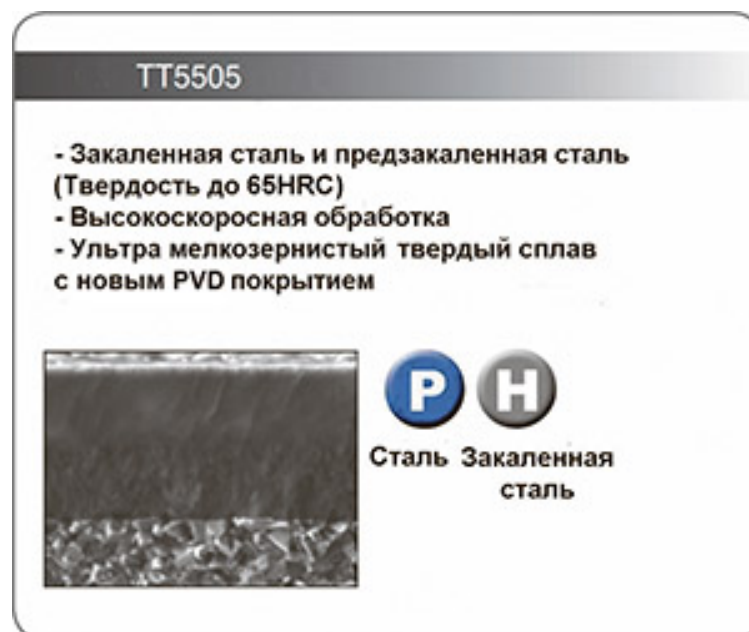 TT5505
- Закаленная сталь и предзакаленная сталь
(Твердость до 65HRC)
- Высокоскоросная обработка
- Ультра мелкозернистый твердый сплав
с новым PVD покрытием
P H
Сталь Закаленная
сталь